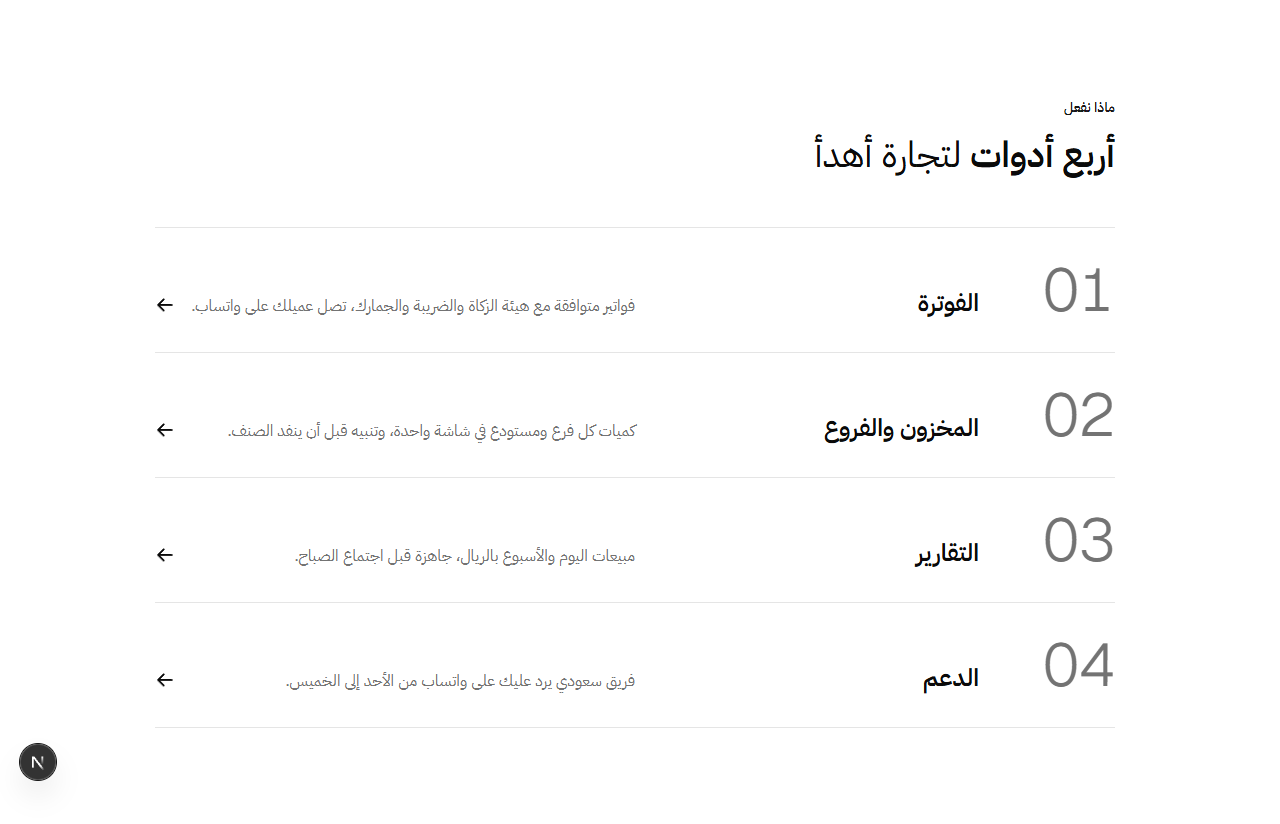 ماذا نفعل
أربع أدوات لتجارة أهدأ
01 الفوترة فواتير متوافقة مع هيئة الزكاة والضريبة والجمارك، تصل عميلك على واتساب. ←
02 المخزون والفروع كميات كل فرع ومستودع في شاشة واحدة، وتنبيه قبل أن ينفد الصنف. ←
03 التقارير مبيعات اليوم والأسبوع بالريال، جاهزة قبل اجتماع الصباح. ←
04 الدعم فريق سعودي يرد عليك على واتساب من الأحد إلى الخميس. ←
N